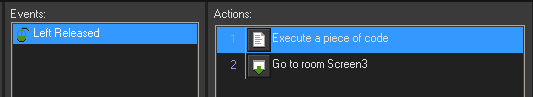 Events:
Left Released
Actions:
1 Execute a piece of code
2 Go to room Screen3